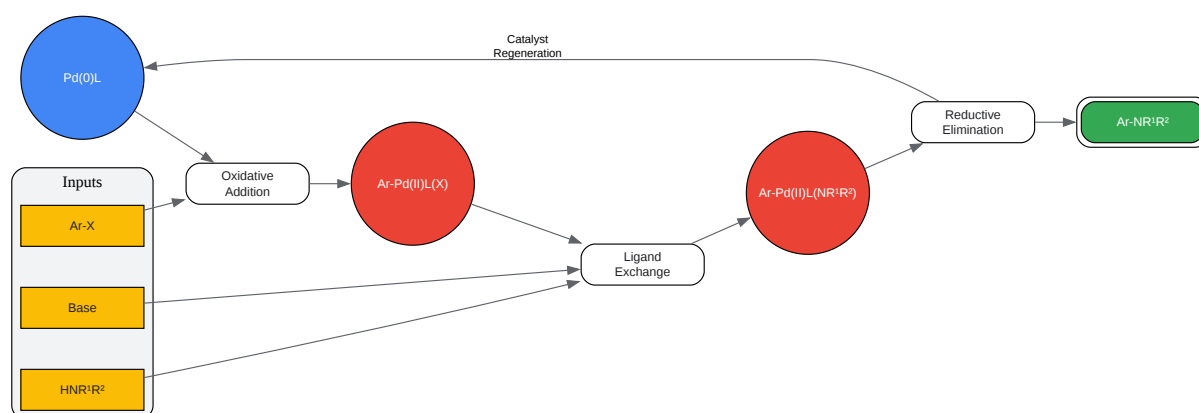 Catalyst
Regeneration
Pd(0)L
Reductive
Elimination
Ar-NR¹R²
Inputs
Oxidative
Addition
Ar-Pd(II)L(X)
Ar-Pd(II)L(NR¹R²)
Ar-X
Ligand
Exchange
Base
HNR¹R²